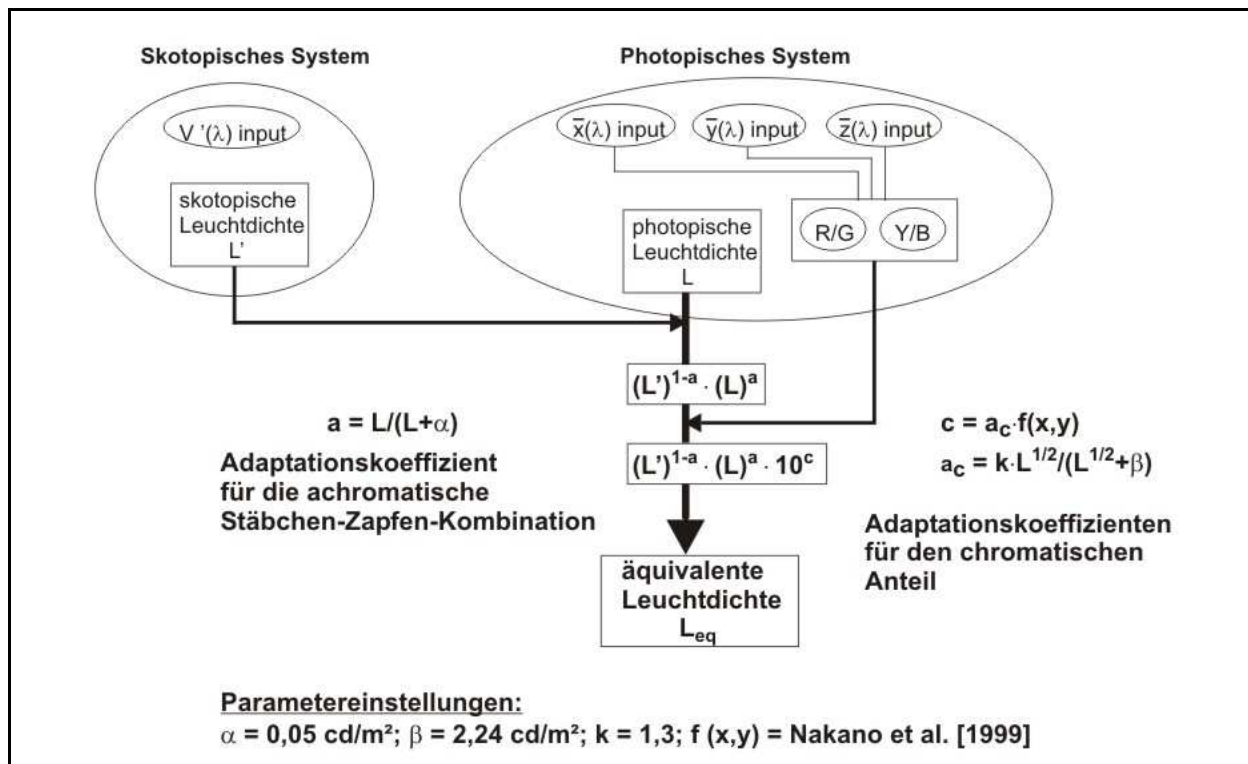 Skotopisches System
Photopisches System
V '(λ) input
x̄(λ) input
ȳ(λ) input
z̄(λ) input
skotopische
Leuchtdichte
L'
photopische
Leuchtdichte
L
R/G
Y/B
(L')^1-a · (L)^a
a = L/(L+α)
Adaptationskoeffizient
für die achromatische
Stäbchen-Zapfen-Kombination
(L')^1-a · (L)^a · 10^c
c = a_c·f(x,y)
a_c = k·L^1/2/(L^1/2+β)
Adaptationskoeffizienten
für den chromatischen
Anteil
äquivalente
Leuchtdichte
L_eq
Parametereinstellungen:
α = 0,05 cd/m²; β = 2,24 cd/m²; k = 1,3; f (x,y) = Nakano et al. [1999]